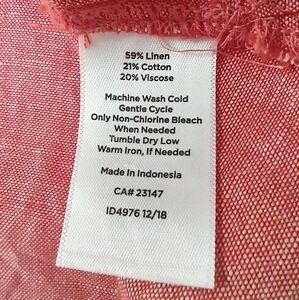 59% Linen
21% Cotton
20% Viscose
Machine Wash Cold
Gentle Cycle
Only Non-Chlorine Bleach
When Needed
Tumble Dry Low
Warm Iron, If Needed
Made In Indonesia
CA# 23147
ID4976 12/18